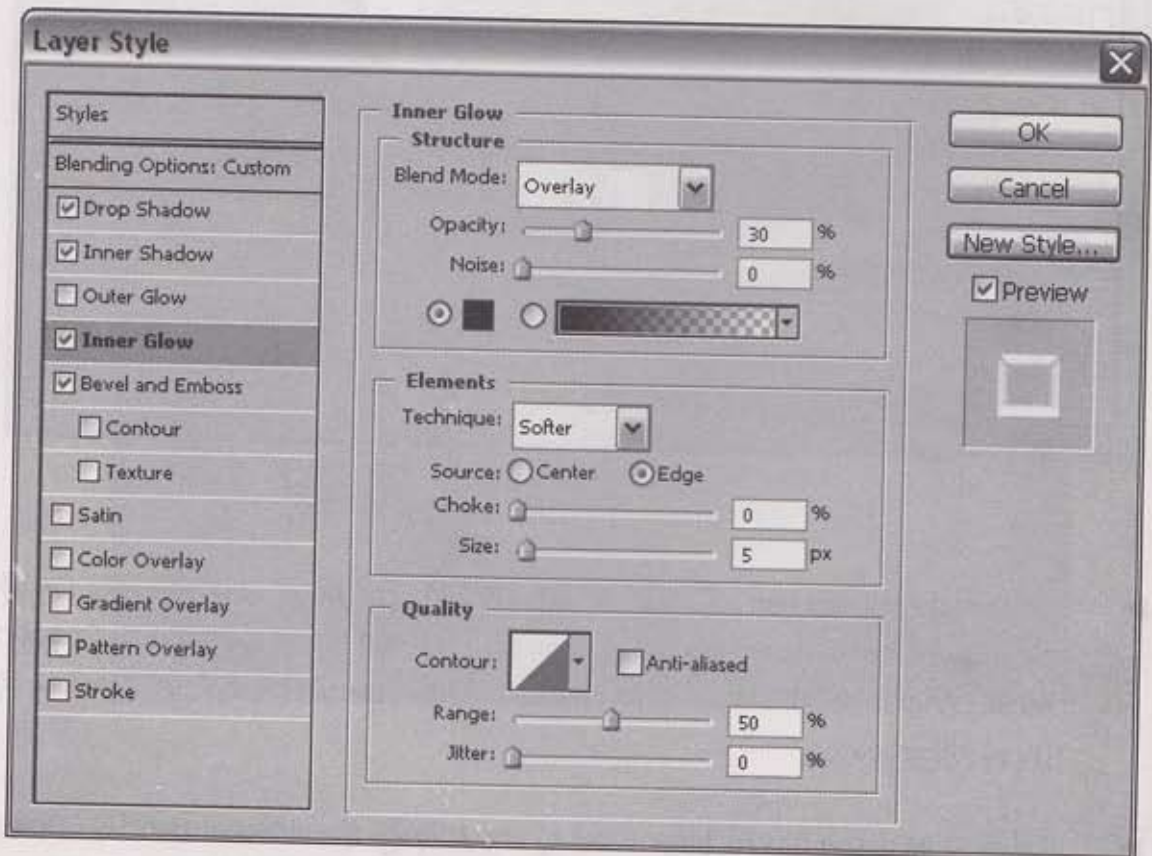 Layer Style
Styles
Blending Options: Custom
Drop Shadow
Inner Shadow
Outer Glow
Inner Glow
Bevel and Emboss
Contour
Texture
Satin
Color Overlay
Gradient Overlay
Pattern Overlay
Stroke
Inner Glow
Structure
Blend Mode: Overlay
Opacity: 30 %
Noise: 0 %
Elements
Technique: Softer
Source: Center Edge
Choke: 0 %
Size: 5 px
Quality
Contour: Anti-aliased
Range: 50 %
Jitter: 0 %
OK
Cancel
New Style...
Preview